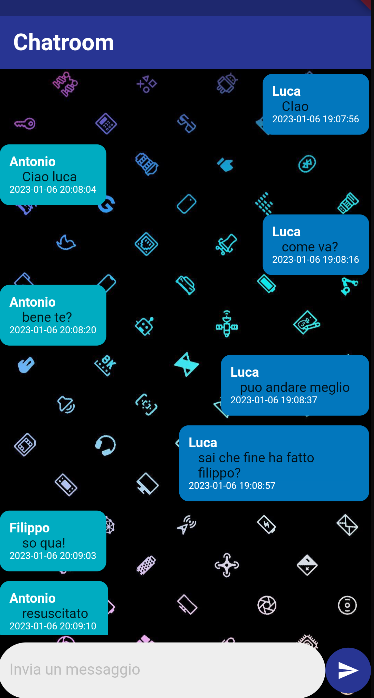 Chatroom
Luca
Ciao
2023-01-06 19:07:56
Antonio
Ciao luca
2023-01-06 20:08:04
Luca
come va?
2023-01-06 19:08:16
Antonio
bene te?
2023-01-06 20:08:20
Luca
puo andare meglio
2023-01-06 19:08:37
8K
Luca
sai che fine ha fatto
filippo?
2023-01-06 19:08:57
Filippo
so qua!
2023-01-06 20:09:03
Antonio
resuscitato
2023-01-06 20:09:10
Invia un messaggio